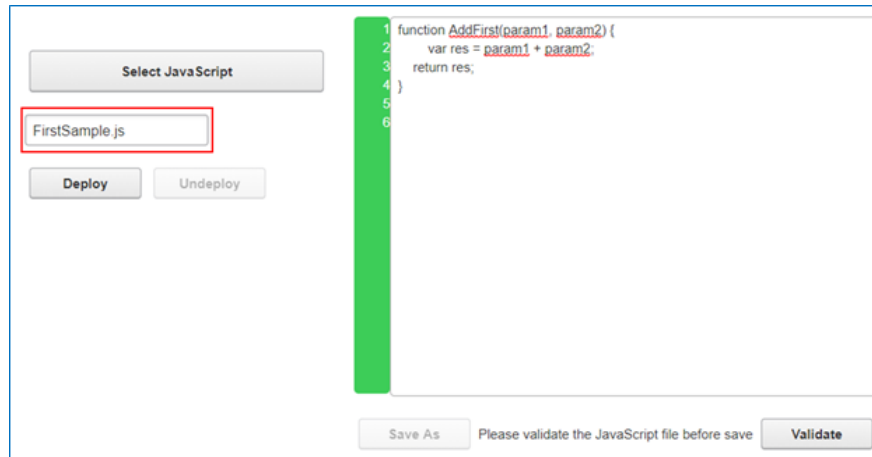 Select JavaScript
FirstSample.js
Deploy Undeploy
1 function AddFirst(param1, param2) {
2 var res = param1 + param2;
3 return res;
4 }
5
6
Save As Please validate the JavaScript file before save Validate